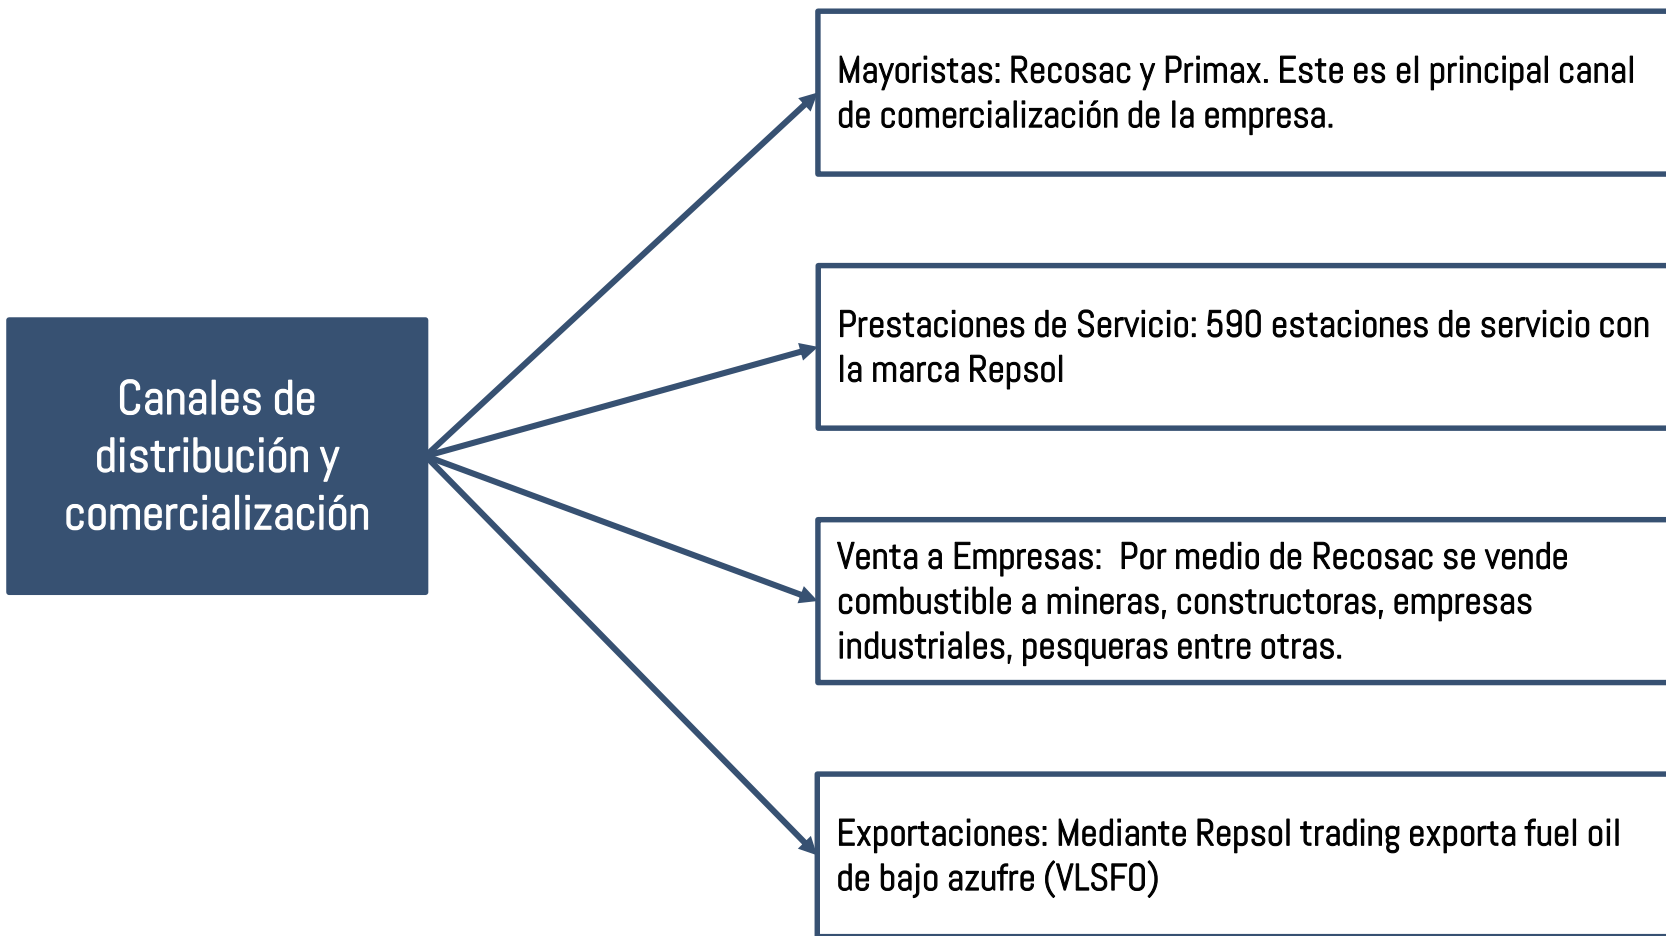 Canales de
distribución y
comercialización
Mayoristas: Recosac y Primax. Este es el principal canal
de comercialización de la empresa.
Prestaciones de Servicio: 590 estaciones de servicio con
la marca Repsol
Venta a Empresas:  Por medio de Recosac se vende
combustible a mineras, constructoras, empresas
industriales, pesqueras entre otras.
Exportaciones: Mediante Repsol trading exporta fuel oil
de bajo azufre (VLSFO)